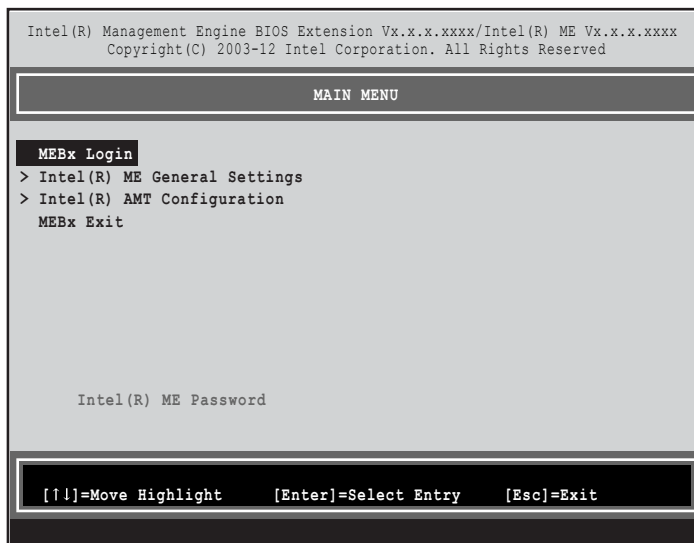 Intel(R) Management Engine BIOS Extension Vx.x.x.xxxx/Intel(R) ME Vx.x.x.xxxx
Copyright(C) 2003-12 Intel Corporation. All Rights Reserved
MAIN MENU
MEBx Login
> Intel(R) ME General Settings
> Intel(R) AMT Configuration
MEBx Exit
Intel(R) ME Password
[↑↓]=Move Highlight [Enter]=Select Entry [Esc]=Exit